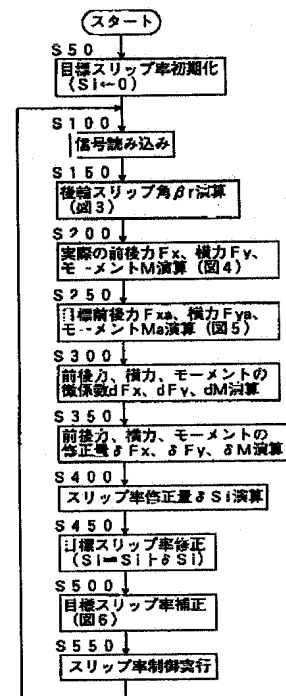 スタート
S50
目標スリップ率初期化
(Si←0)
S100
信号読み込み
S150
後輪スリップ角βr演算
(図3)
S200
実際の前後力Fx、横力Fy、
モーメントM演算(図4)
S250
目標前後力Fxa、横力Fya、
モーメントMa演算(図5)
S300
前後力、横力、モーメントの
微係数dFx、dFy、dM演算
S350
前後力、横力、モーメントの
修正量δFx、δFy、δM演算
S400
スリップ率修正量δSi演算
S450
目標スリップ率修正
(Si=Si+δSi)
S500
目標スリップ率補正
(図6)
S550
スリップ率制御実行